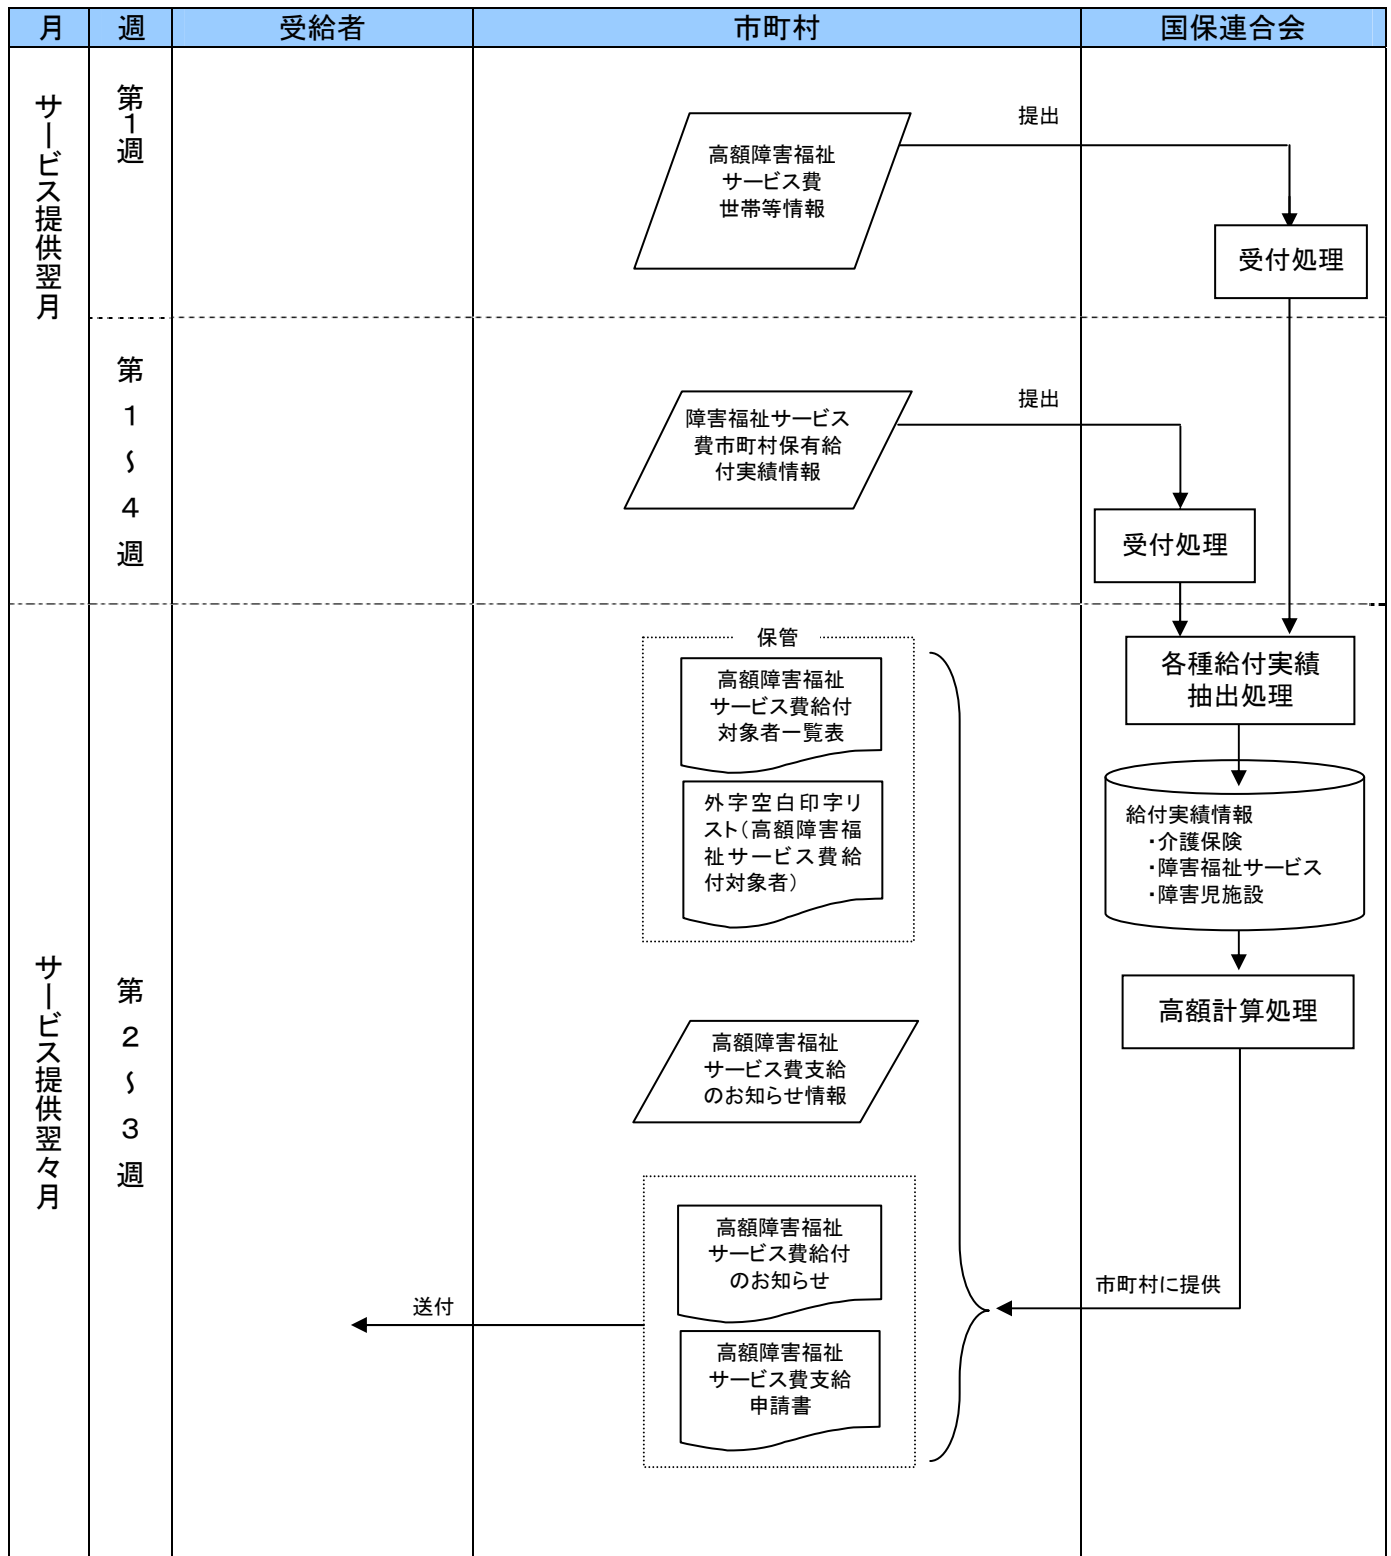 月
週
受給者
市町村
国保連合会
サービス提供翌月
第1週
提出
高額障害福祉
サービス費
世帯等情報
受付処理
第
1
～
4
週
提出
障害福祉サービス
費市町村保有給
付実績情報
受付処理
サービス提供翌々月
第
2
～
3
週
保管
高額障害福祉
サービス費給付
対象者一覧表
外字空白印字リ
スト（高額障害福
祉サービス費給
付対象者）
各種給付実績
抽出処理
給付実績情報
・介護保険
・障害福祉サービス
・障害児施設
高額計算処理
高額障害福祉
サービス費支給
のお知らせ情報
高額障害福祉
サービス費給付
のお知らせ
市町村に提供
送付
高額障害福祉
サービス費支給
申請書